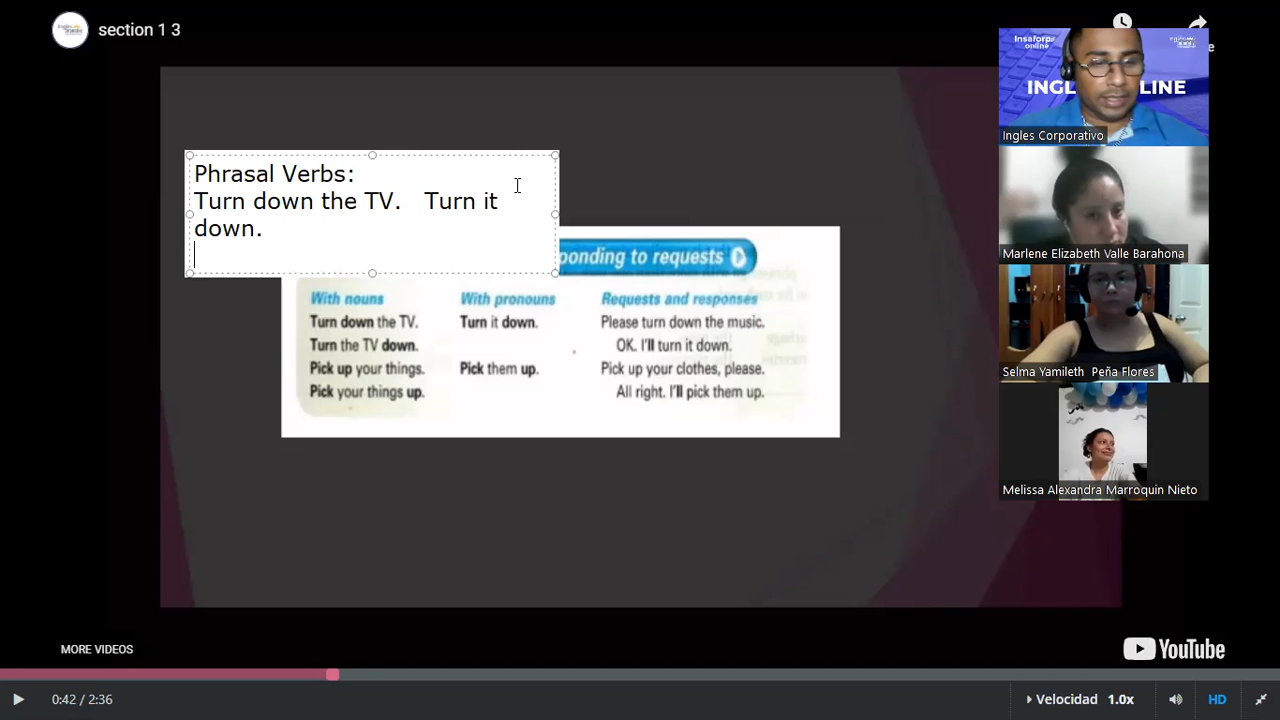 section 1 3
Insaforp
online
INGL
LINE
Ingles Corporativo
Phrasal Verbs:
Turn down the TV. Turn it
down.
ponding to requests
With nouns With pronouns Requests and responses
Turn down the TV. Turn it down. Please turn down the music.
Turn the TV down. OK. I'll turn it down.
Pick up your things. Pick them up. Pick up your clothes, please.
Pick your things up. All right. I'll pick them up.
Marlene Elizabeth Valle Barahona
Selma Yamileth Peña Flores
Melissa Alexandra Marroquin Nieto
MORE VIDEOS
YouTube
0:42 / 2:36
Velocidad 1.0x
HD